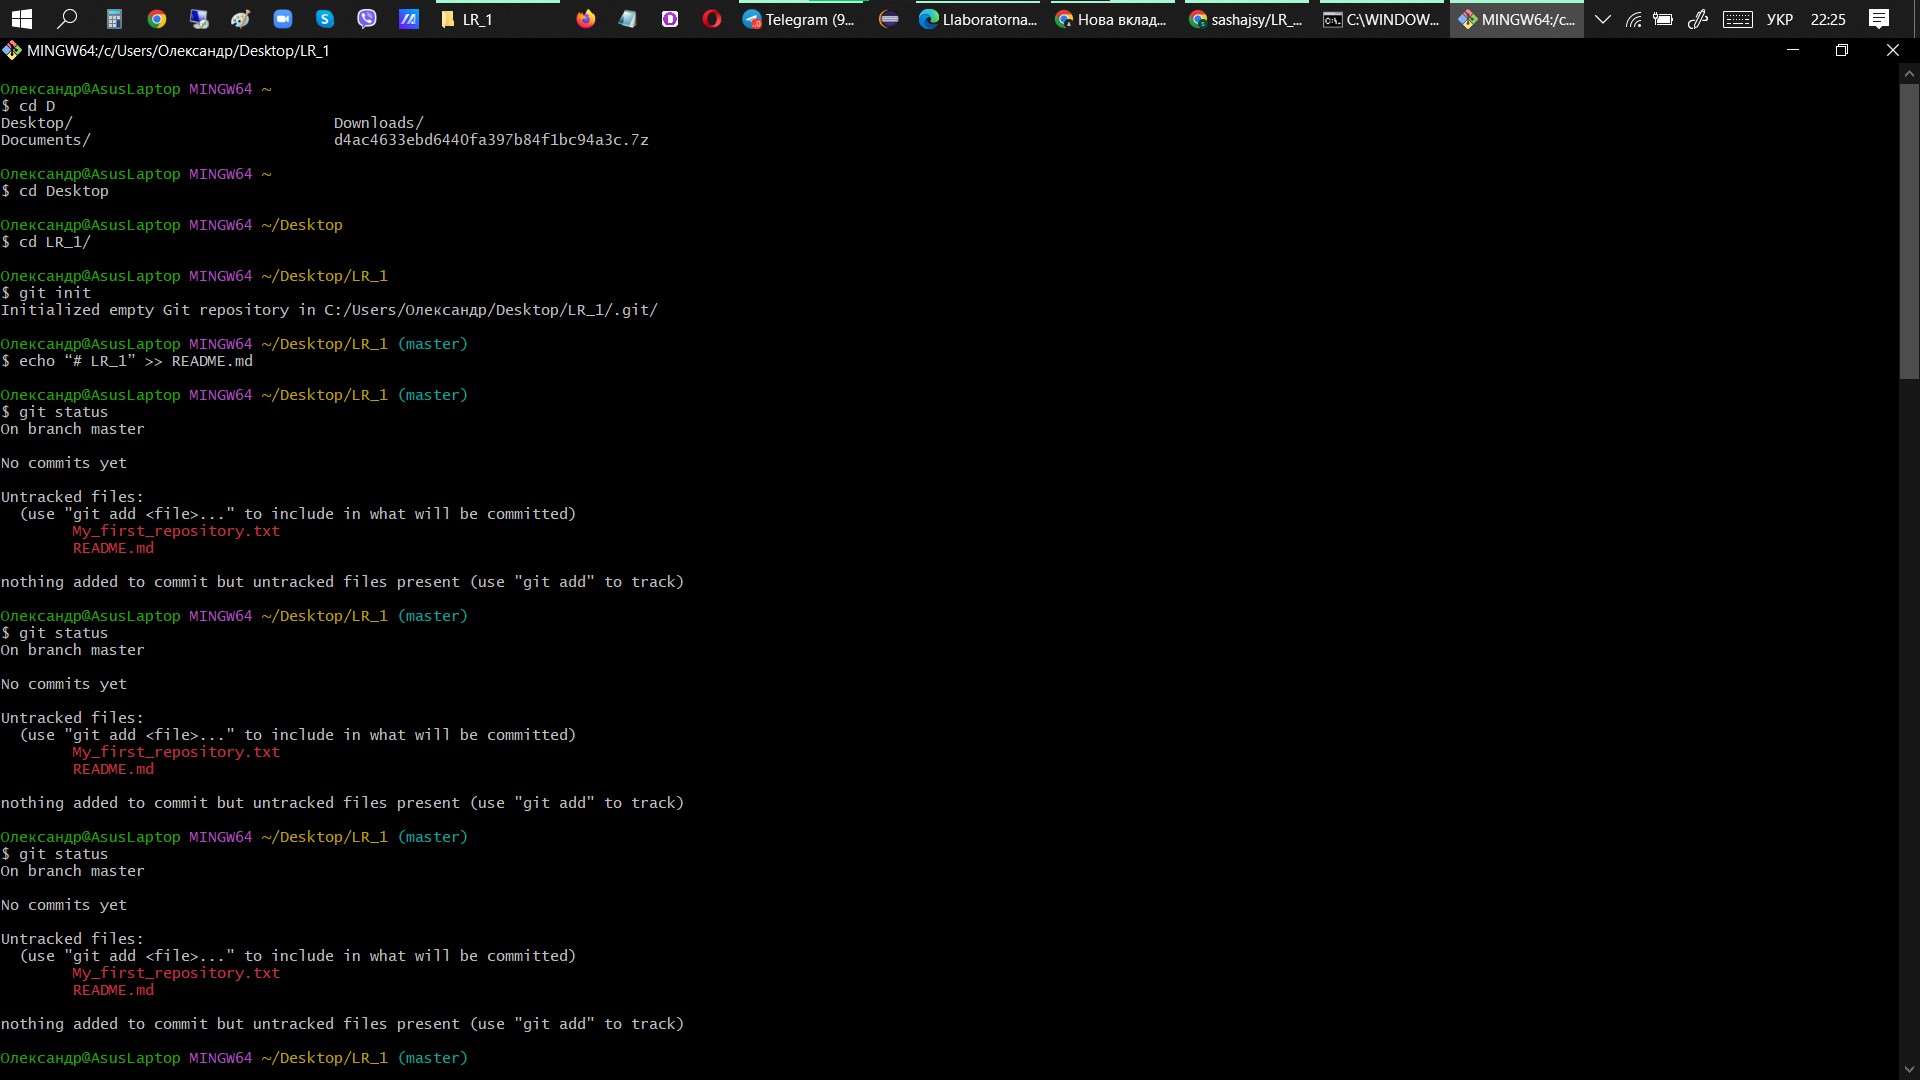 LR_1
Telegram (9...
Llaboratorna...
Нова вклад...
sashajsy/LR_...
C:\WINDOW...
MINGW64:/c...
УКР
22:25
MINGW64:/c/Users/Олександр/Desktop/LR_1
Олександр@AsusLaptop MINGW64 ~
$ cd D
Desktop/ Downloads/
Documents/ d4ac4633ebd6440fa397b84f1bc94a3c.7z
Олександр@AsusLaptop MINGW64 ~
$ cd Desktop
Олександр@AsusLaptop MINGW64 ~/Desktop
$ cd LR_1/
Олександр@AsusLaptop MINGW64 ~/Desktop/LR_1
$ git init
Initialized empty Git repository in C:/Users/Олександр/Desktop/LR_1/.git/
Олександр@AsusLaptop MINGW64 ~/Desktop/LR_1 (master)
$ echo “# LR_1” >> README.md
Олександр@AsusLaptop MINGW64 ~/Desktop/LR_1 (master)
$ git status
On branch master
No commits yet
Untracked files:
(use "git add <file>..." to include in what will be committed)
My_first_repository.txt
README.md
nothing added to commit but untracked files present (use "git add" to track)
Олександр@AsusLaptop MINGW64 ~/Desktop/LR_1 (master)
$ git status
On branch master
No commits yet
Untracked files:
(use "git add <file>..." to include in what will be committed)
My_first_repository.txt
README.md
nothing added to commit but untracked files present (use "git add" to track)
Олександр@AsusLaptop MINGW64 ~/Desktop/LR_1 (master)
$ git status
On branch master
No commits yet
Untracked files:
(use "git add <file>..." to include in what will be committed)
My_first_repository.txt
README.md
nothing added to commit but untracked files present (use "git add" to track)
Олександр@AsusLaptop MINGW64 ~/Desktop/LR_1 (master)